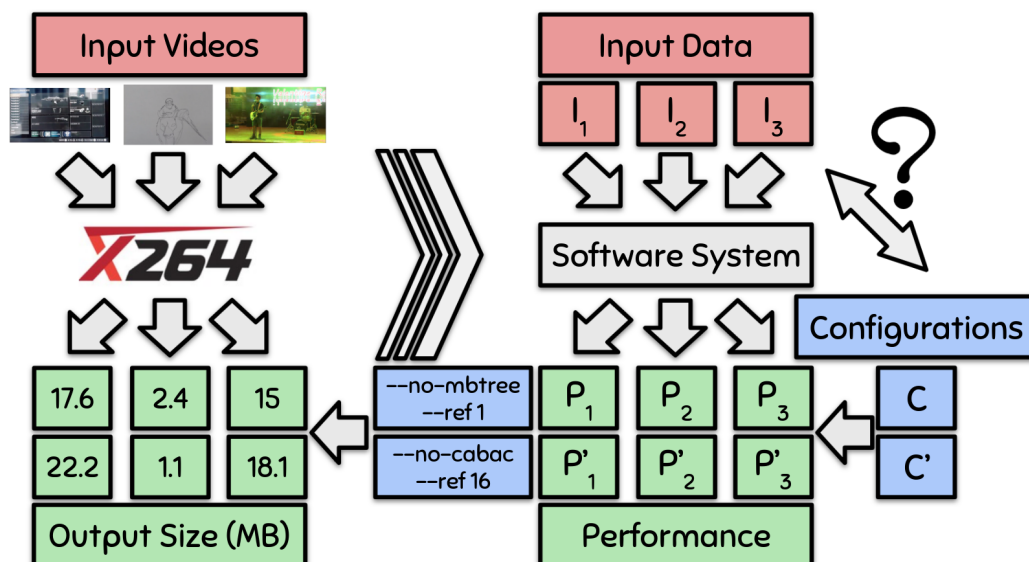 Input Videos
Input Data
I1
I2
I3
?
X264
Software System
Configurations
17.6
2.4
15
--no-mbtree
--ref 1
P1
P2
P3
C
22.2
1.1
18.1
--no-cabac
--ref 16
P'1
P'2
P'3
C'
Output Size (MB)
Performance